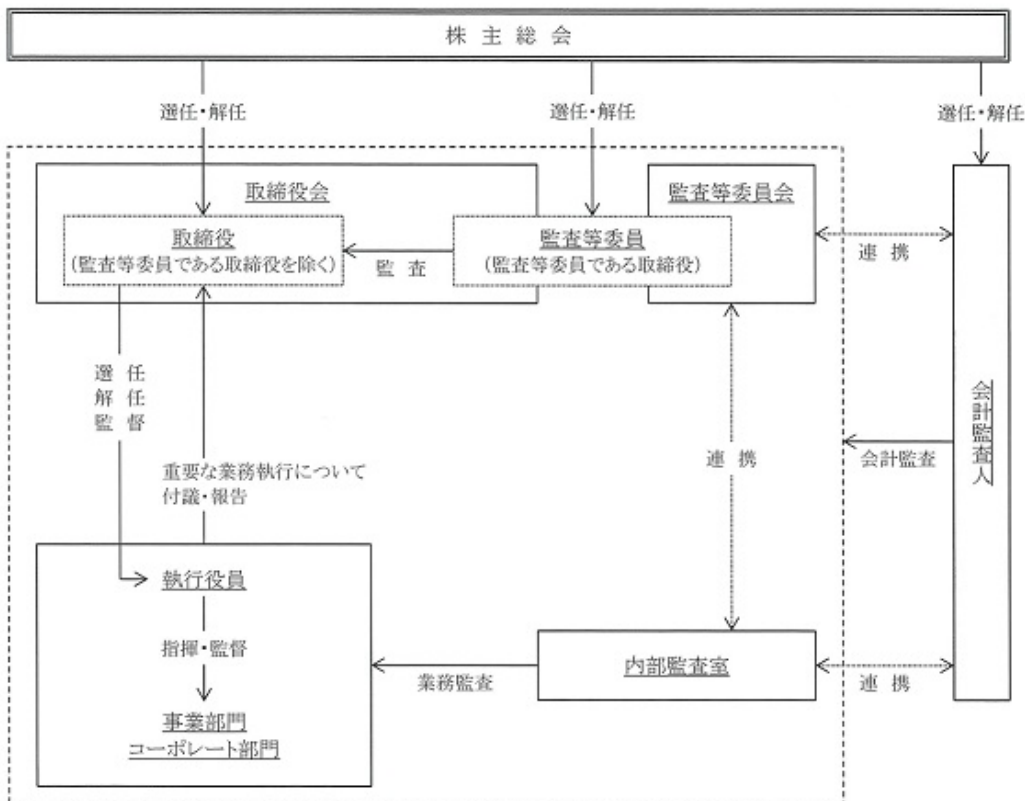 株主総会
選任・解任
選任・解任
選任・解任
取締役会
監査等委員会
取締役
(監査等委員である取締役を除く)
監査
監査等委員
(監査等委員である取締役)
連携
選任
解任
監督
重要な業務執行について
付議・報告
連携
会計監査
会計監査人
執行役員
指揮・監督
事業部門
コーポレート部門
業務監査
内部監査室
連携